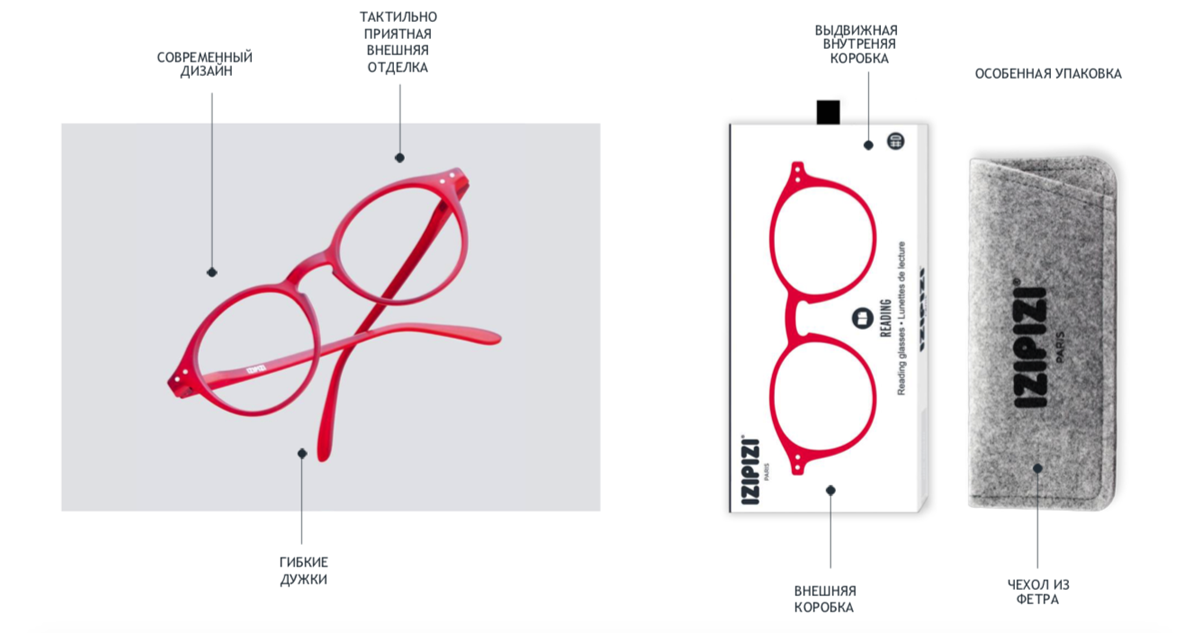 ТАКТИЛЬНО
ПРИЯТНАЯ
ВНЕШНЯЯ
ОТДЕЛКА
СОВРЕМЕННЫЙ
ДИЗАЙН
ВЫДВИЖНАЯ
ВНУТРЕНЯЯ
КОРОБКА
ОСОБЕННАЯ УПАКОВКА
#D
READING
Reading glasses • Lunettes de lecture
IZIPIZI
IZIPIZI®
PARIS
IZIPIZI®
PARIS
IZIPIZI
ГИБКИЕ
ДУЖКИ
ВНЕШНЯЯ
КОРОБКА
ЧЕХОЛ ИЗ
ФЕТРА